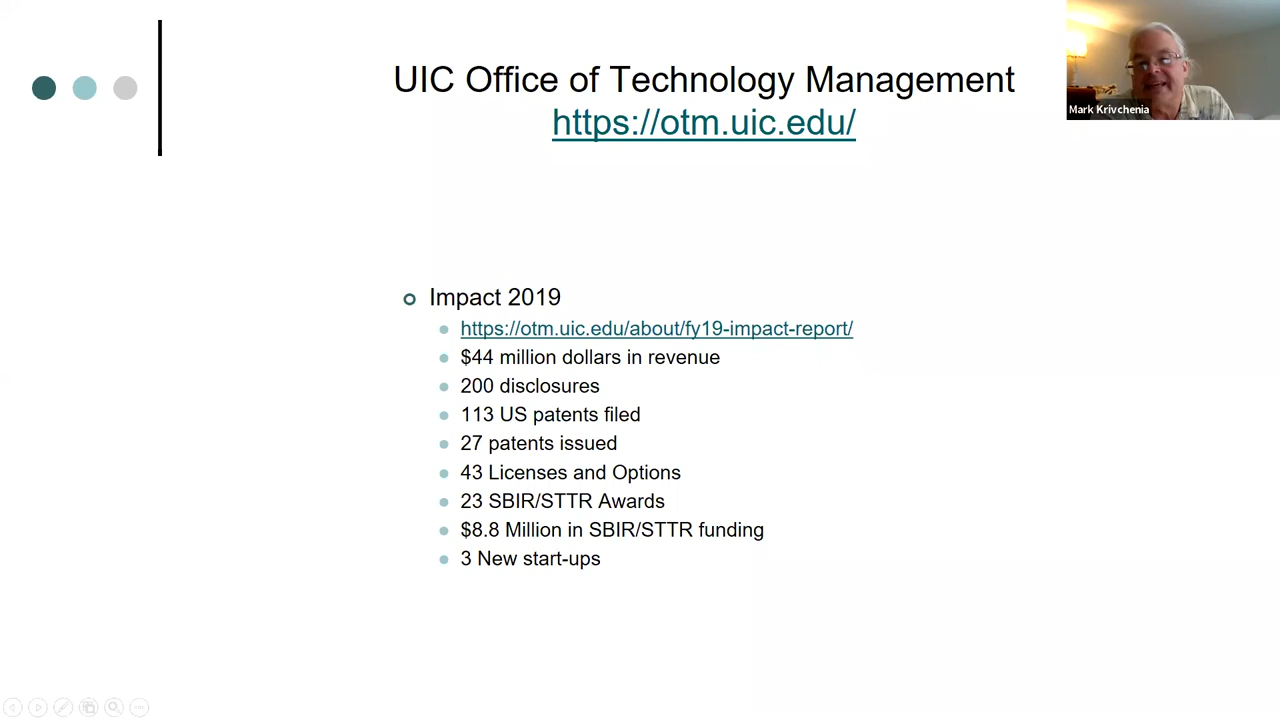 UIC Office of Technology Management
https://otm.uic.edu/
Mark Krivchenia
Impact 2019
https://otm.uic.edu/about/fy19-impact-report/
$44 million dollars in revenue
200 disclosures
113 US patents filed
27 patents issued
43 Licenses and Options
23 SBIR/STTR Awards
$8.8 Million in SBIR/STTR funding
3 New start-ups